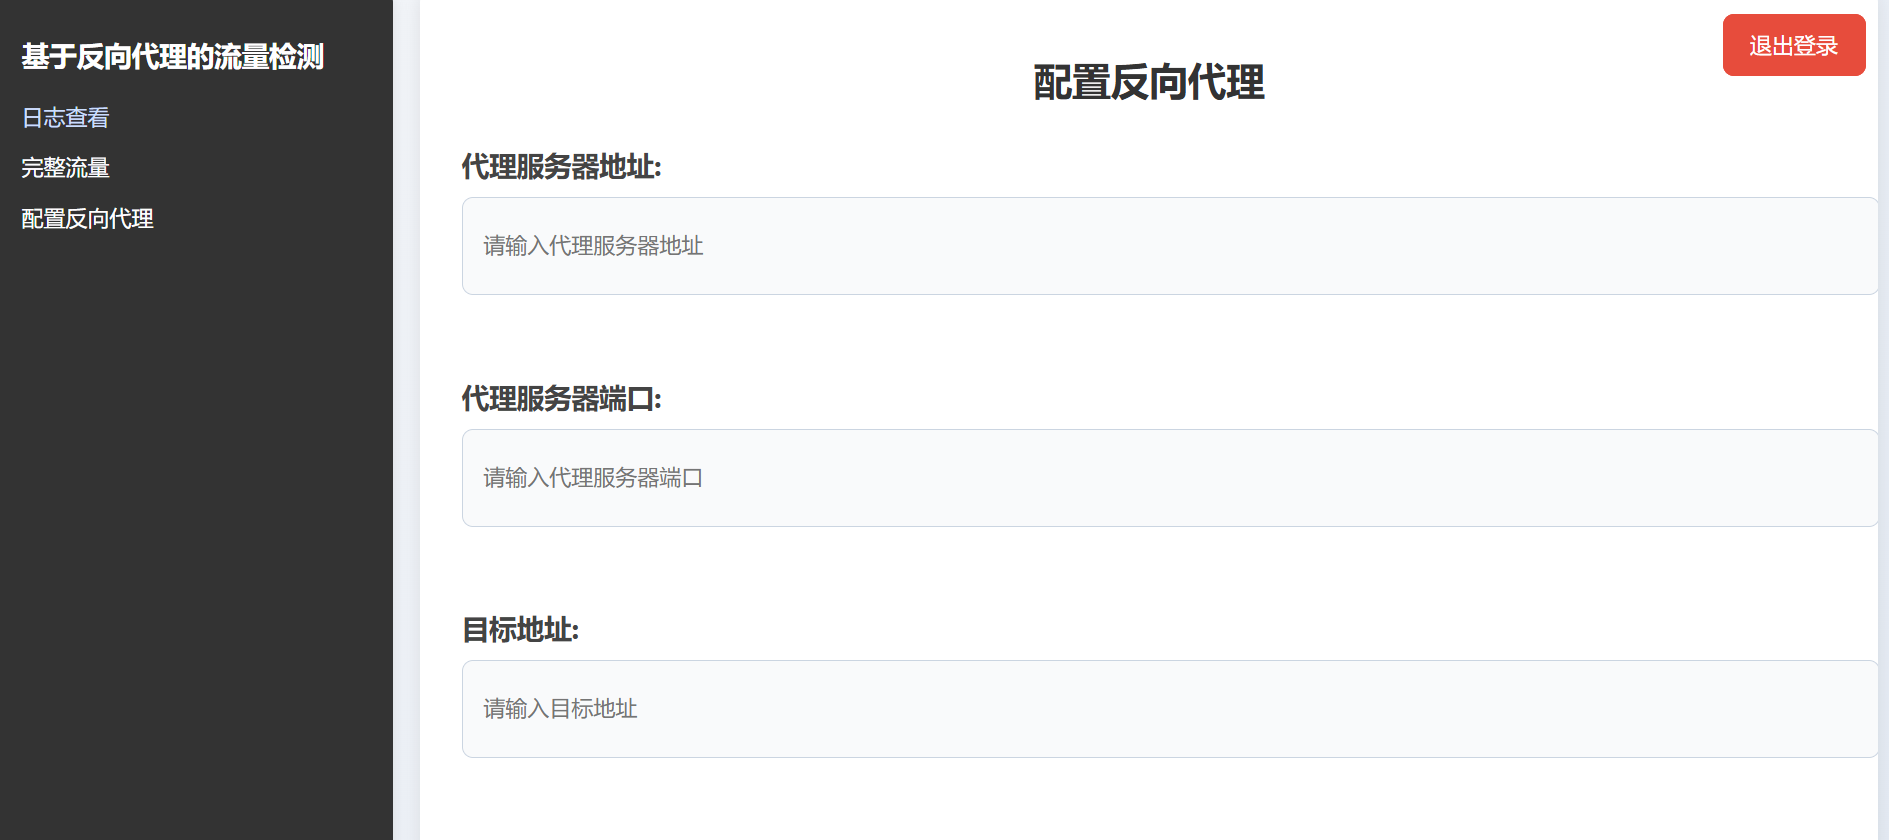 基于反向代理的流量检测
日志查看
完整流量
配置反向代理
退出登录
配置反向代理
代理服务器地址:
请输入代理服务器地址
代理服务器端口:
请输入代理服务器端口
目标地址:
请输入目标地址